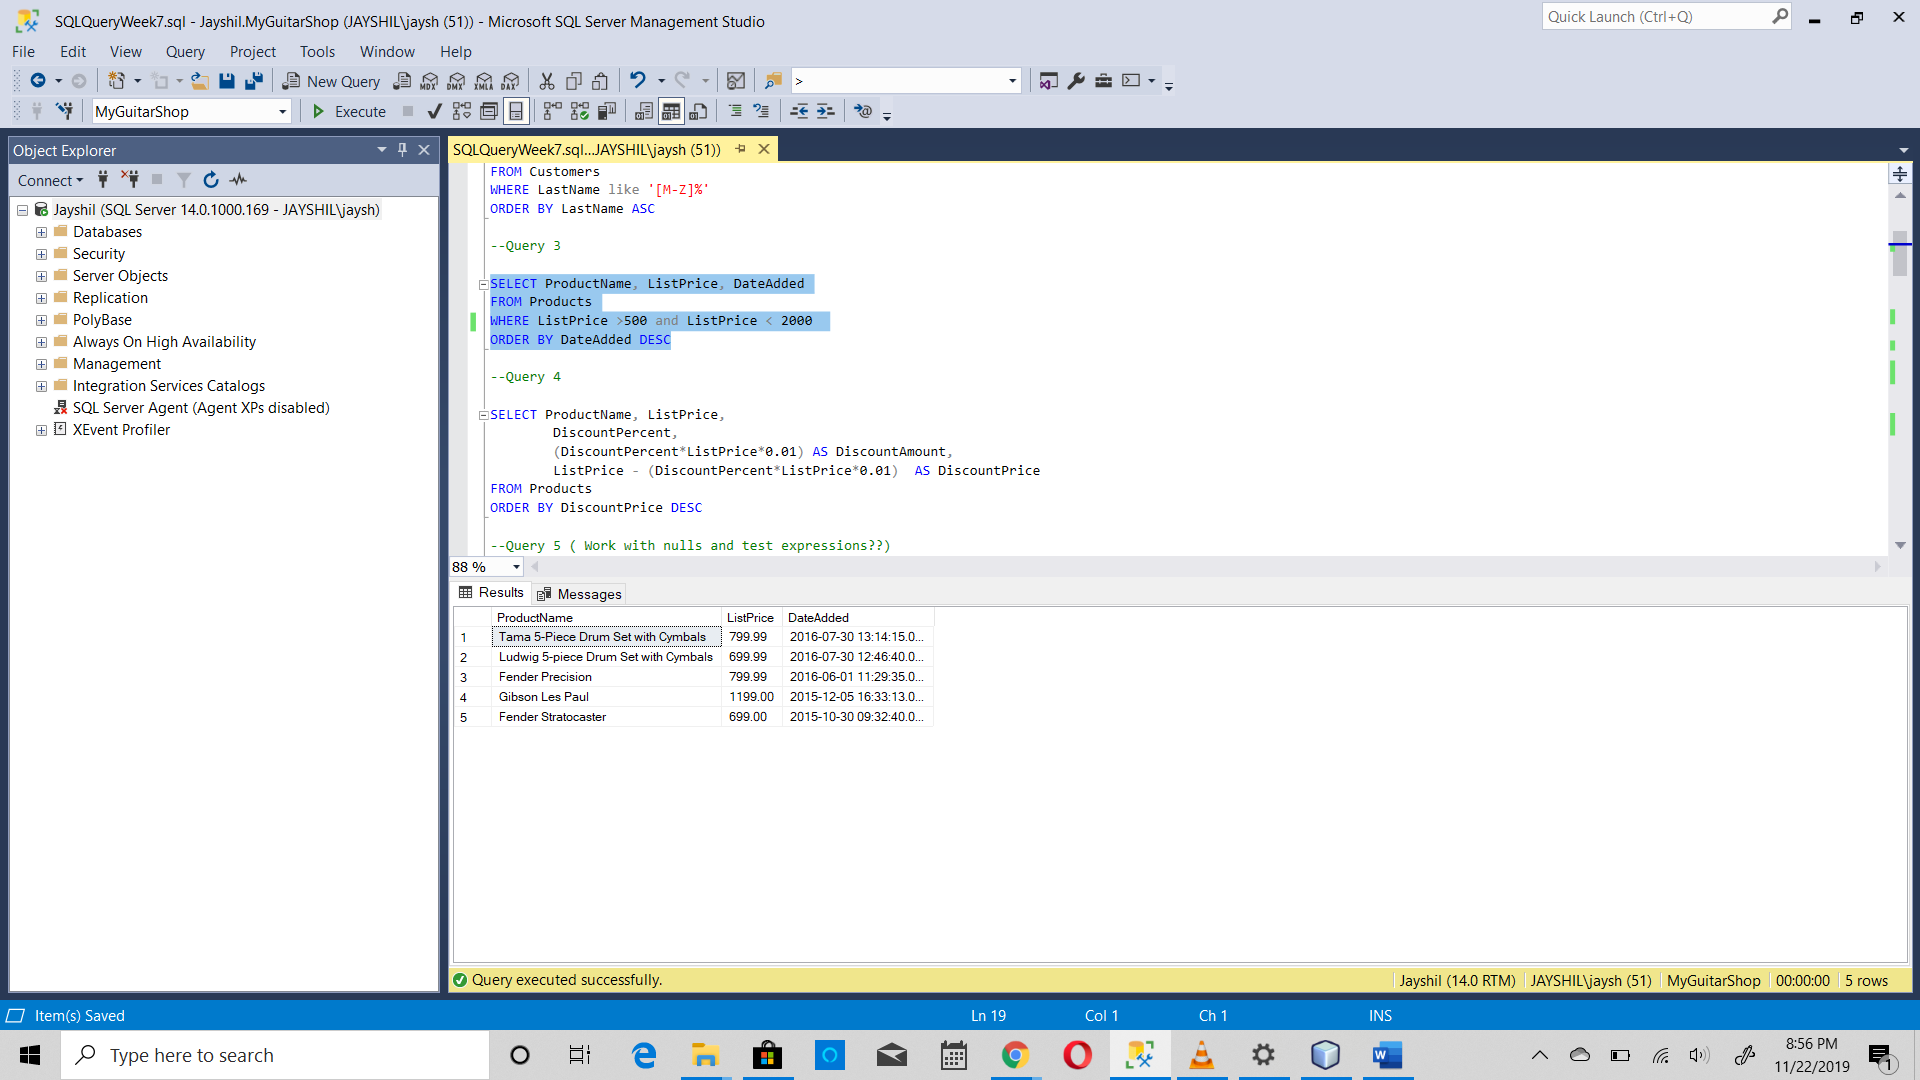 SQLQueryWeek7.sql - Jayshil.MyGuitarShop (JAYSHIL\jaysh (51)) - Microsoft SQL Server Management Studio
Quick Launch (Ctrl+Q)
File Edit View Query Project Tools Window Help
New Query MDX DMX XMLA DAX >
MyGuitarShop Execute
Object Explorer
SQLQueryWeek7.sql...JAYSHIL\jaysh (51))
Connect
Jayshil (SQL Server 14.0.1000.169 - JAYSHIL\jaysh)
Databases
Security
Server Objects
Replication
PolyBase
Always On High Availability
Management
Integration Services Catalogs
SQL Server Agent (Agent XPs disabled)
XEvent Profiler
FROM Customers
WHERE LastName like '[M-Z]%'
ORDER BY LastName ASC
--Query 3
SELECT ProductName, ListPrice, DateAdded
FROM Products
WHERE ListPrice >500 and ListPrice < 2000
ORDER BY DateAdded DESC
--Query 4
SELECT ProductName, ListPrice,
DiscountPercent,
(DiscountPercent*ListPrice*0.01) AS DiscountAmount,
ListPrice - (DiscountPercent*ListPrice*0.01)  AS DiscountPrice
FROM Products
ORDER BY DiscountPrice DESC
--Query 5 ( Work with nulls and test expressions??)
88 %
Results Messages
ProductName ListPrice DateAdded
1 Tama 5-Piece Drum Set with Cymbals 799.99 2016-07-30 13:14:15.0...
2 Ludwig 5-piece Drum Set with Cymbals 699.99 2016-07-30 12:46:40.0...
3 Fender Precision 799.99 2016-06-01 11:29:35.0...
4 Gibson Les Paul 1199.00 2015-12-05 16:33:13.0...
5 Fender Stratocaster 699.00 2015-10-30 09:32:40.0...
Query executed successfully. Jayshil (14.0 RTM) JAYSHIL\jaysh (51) MyGuitarShop 00:00:00 5 rows
Item(s) Saved Ln 19 Col 1 Ch 1 INS
Type here to search
8:56 PM
11/22/2019
1